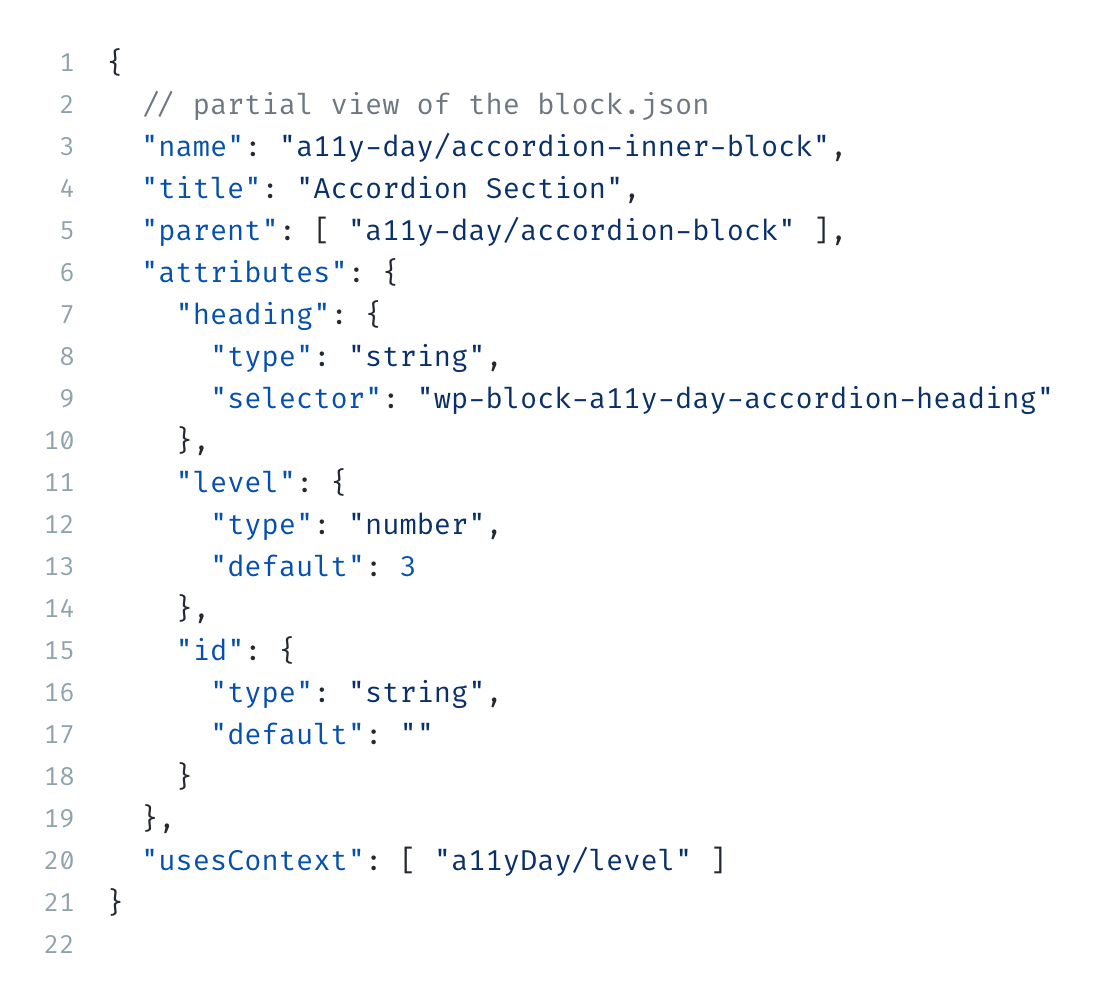 1 {
2 // partial view of the block.json
3 "name": "a11y-day/accordion-inner-block",
4 "title": "Accordion Section",
5 "parent": [ "a11y-day/accordion-block" ],
6 "attributes": {
7 "heading": {
8 "type": "string",
9 "selector": "wp-block-a11y-day-accordion-heading"
10 },
11 "level": {
12 "type": "number",
13 "default": 3
14 },
15 "id": {
16 "type": "string",
17 "default": ""
18 }
19 },
20 "usesContext": [ "a11yDay/level" ]
21 }
22